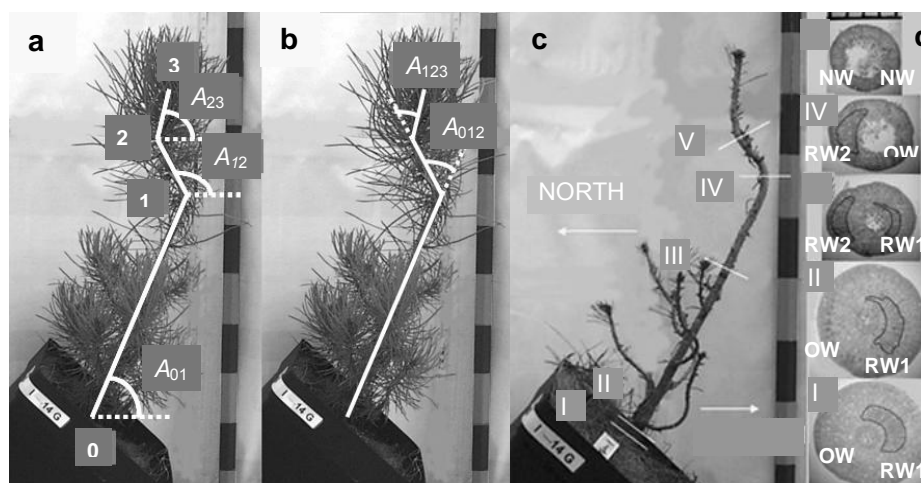 a
3
A23
2
A12
1
A01
0
I - 14 G
b
A123
A012
I - 14 G
c
V
IV
NORTH
III
II
I
I - 14 G
d
NW NW
IV
RW2 OW
RW2 RW1
II
OW RW1
I
OW RW1